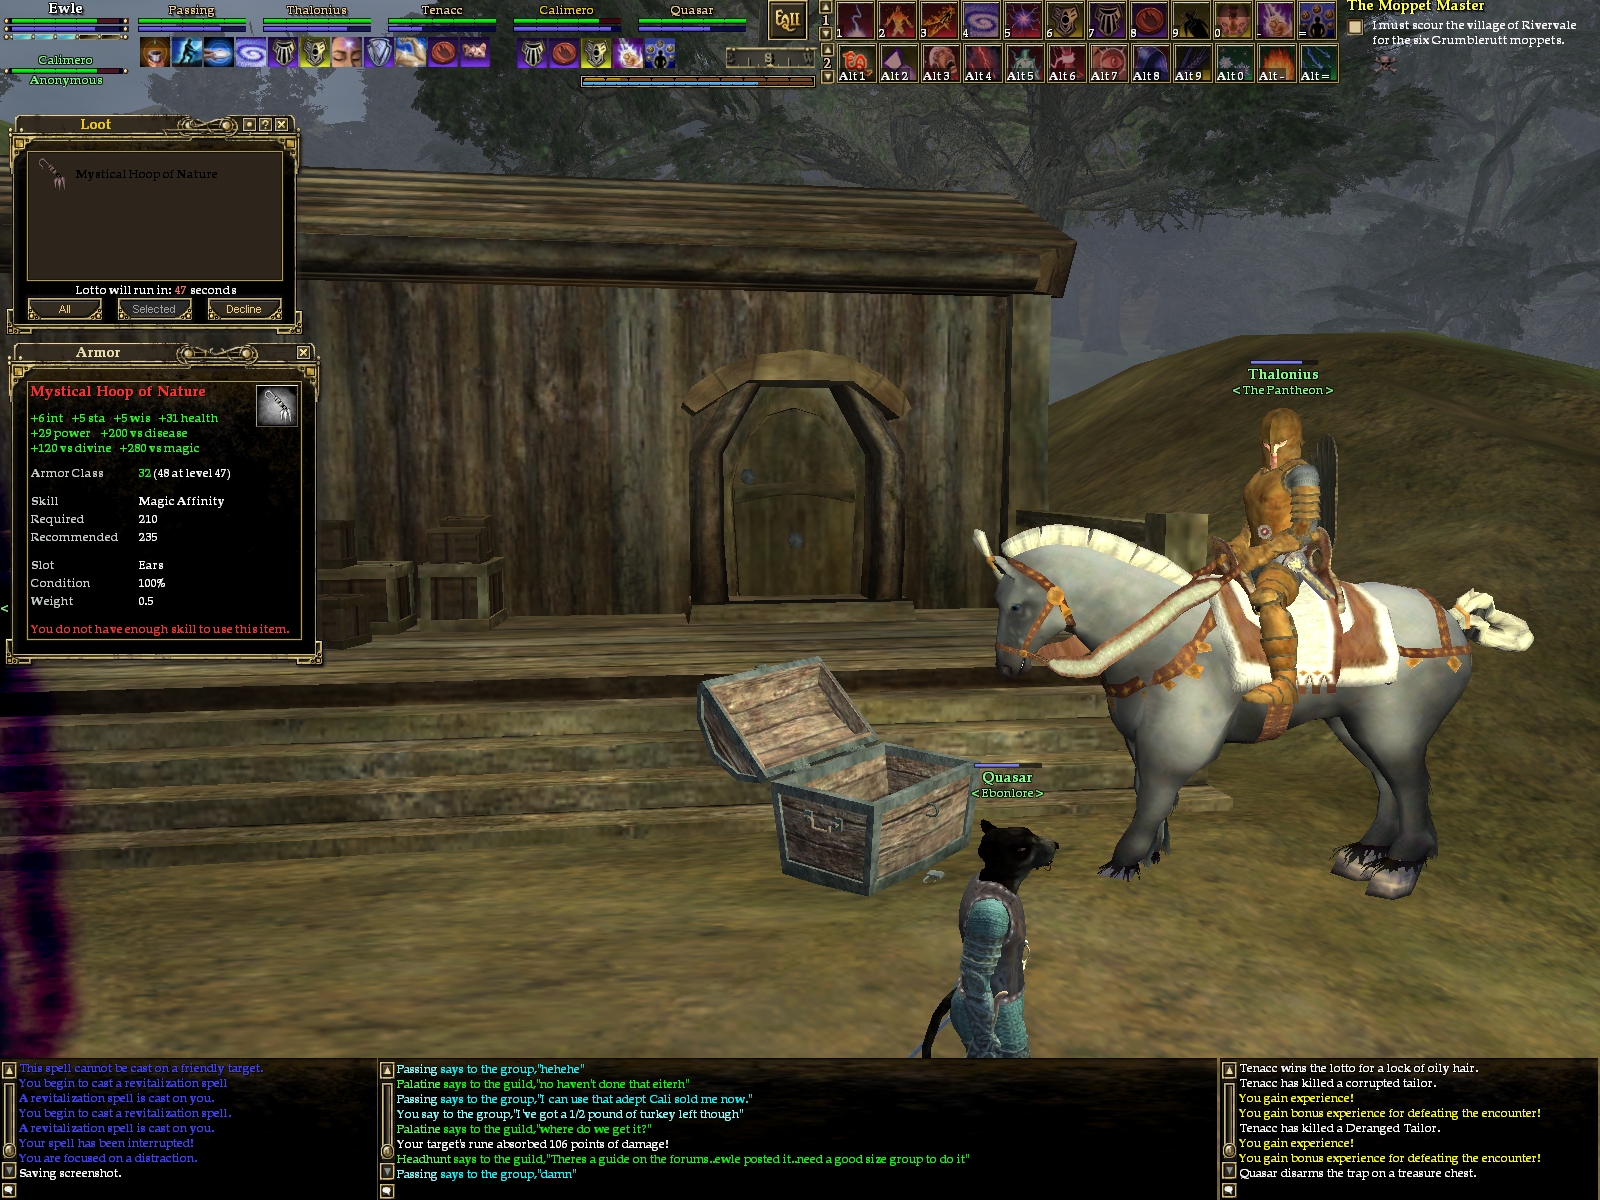 Ewle
Passing
Thalonius
Tenacc
Calimero
Quasar
EQII
1
1 2 3 4 5 6 7 8 9 0 - =
2
Alt1 Alt2 Alt3 Alt4 Alt5 Alt6 Alt7 Alt8 Alt9 Alt0 Alt- Alt=
E S W
The Moppet Master
I must scour the village of Rivervale
for the six Grumblerutt moppets.
Calimero
Anonymous
Loot
?
Mystical Hoop of Nature
Lotto will run in: 47 seconds
All
Selected
Decline
Armor
Mystical Hoop of Nature
+6 int +5 sta +5 wis +31 health
+29 power +200 vs disease
+120 vs divine +280 vs magic
Armor Class 32 (48 at level 47)
Skill Magic Affinity
Required 210
Recommended 235
Slot Ears
Condition 100%
Weight 0.5
You do not have enough skill to use this item.
<
Thalonius
<The Pantheon>
Quasar
<Ebonlore>
This spell cannot be cast on a friendly target.
You begin to cast a revitalization spell
A revitalization spell is cast on you.
You begin to cast a revitalization spell.
A revitalization spell is cast on you.
Your spell has been interrupted!
You are focused on a distraction.
Saving screenshot.
Passing says to the group,"hehehe"
Palatine says to the guild,"no haven't done that eiterh"
Passing says to the group,"I can use that adept Cali sold me now."
You say to the group,"I've got a 1/2 pound of turkey left though"
Palatine says to the guild,"where do we get it?"
Your target's rune absorbed 106 points of damage!
Headhunt says to the guild,"Theres a guide on the forums..ewle posted it..need a good size group to do it"
Passing says to the group,"damn"
Tenacc wins the lotto for a lock of oily hair.
Tenacc has killed a corrupted tailor.
You gain experience!
You gain bonus experience for defeating the encounter!
Tenacc has killed a Deranged Tailor.
You gain experience!
You gain bonus experience for defeating the encounter!
Quasar disarms the trap on a treasure chest.